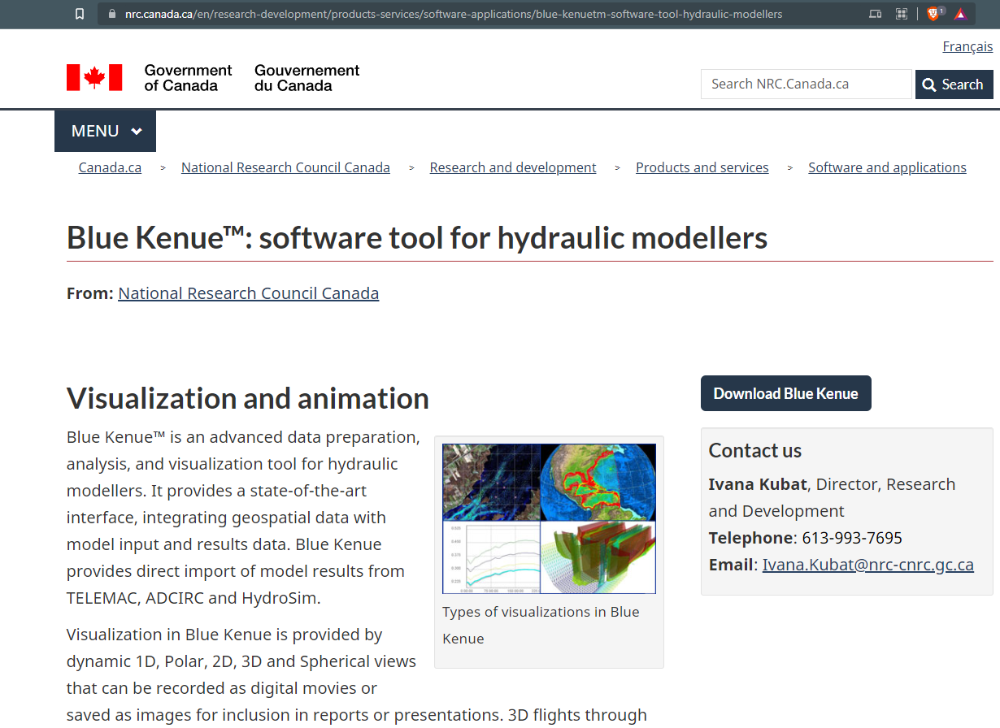 nrc.canada.ca/en/research-development/products-services/software-applications/blue-kenuetm-software-tool-hydraulic-modellers
1
Français
Government
of Canada
Gouvernement
du Canada
Search NRC.Canada.ca
Search
MENU
Canada.ca > National Research Council Canada > Research and development > Products and services > Software and applications
Blue Kenue™: software tool for hydraulic modellers
From: National Research Council Canada
Visualization and animation
Blue Kenue™ is an advanced data preparation,
analysis, and visualization tool for hydraulic
modellers. It provides a state-of-the-art
interface, integrating geospatial data with
model input and results data. Blue Kenue
provides direct import of model results from
TELEMAC, ADCIRC and HydroSim.
Visualization in Blue Kenue is provided by
dynamic 1D, Polar, 2D, 3D and Spherical views
that can be recorded as digital movies or
saved as images for inclusion in reports or presentations. 3D flights through
Types of visualizations in Blue
Kenue
Download Blue Kenue
Contact us
Ivana Kubat, Director, Research
and Development
Telephone: 613-993-7695
Email: Ivana.Kubat@nrc-cnrc.gc.ca